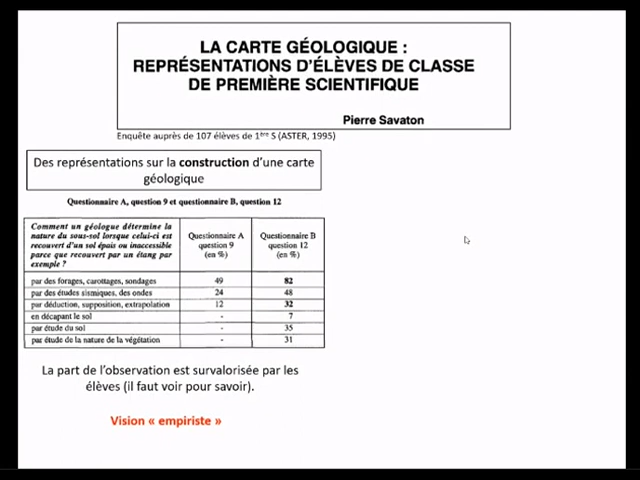 LA CARTE GÉOLOGIQUE :
REPRÉSENTATIONS D'ÉLÈVES DE CLASSE
DE PREMIÈRE SCIENTIFIQUE
Pierre Savaton
Enquête auprès de 107 élèves de 1ère S (ASTER, 1995)
Des représentations sur la construction d'une carte
géologique
Questionnaire A, question 9 et questionnaire B, question 12
Comment un géologue détermine la
nature du sous-sol lorsque celui-ci est
recouvert d'un sol épais ou inaccessible
parce que recouvert par un étang par
exemple ?
Questionnaire A
question 9
(en %)
Questionnaire B
question 12
(en %)
par des forages, carottages, sondages 49 82
par des études sismiques, des ondes 24 48
par déduction, supposition, extrapolation 12 32
en décapant le sol - 7
par étude du sol - 35
par étude de la nature de la végétation - 31
La part de l'observation est survalorisée par les
élèves (il faut voir pour savoir).
Vision « empiriste »